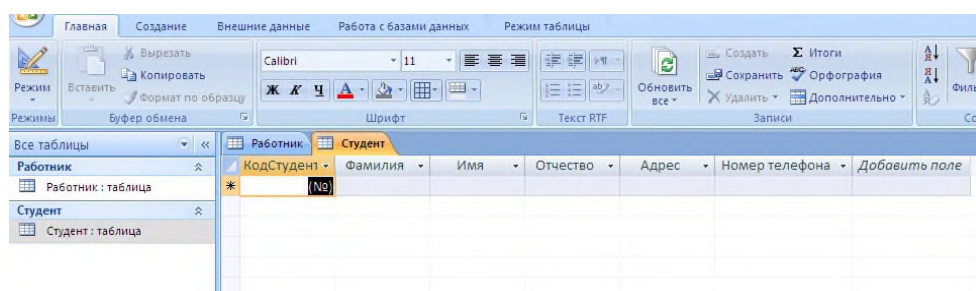 Главная Создание Внешние данные Работа с базами данных Режим таблицы
Режим
Вставить
Вырезать
Копировать
Формат по образцу
Calibri 11
Ж К Ч
Обновить все
Создать Σ Итоги
Сохранить Орфография
Удалить Дополнительно
Режимы Буфер обмена Шрифт Текст RTF Записи
Все таблицы Работник Студент
Работник КодСтудент Фамилия Имя Отчество Адрес Номер телефона Добавить поле
Работник : таблица (№)
Студент
Студент : таблица